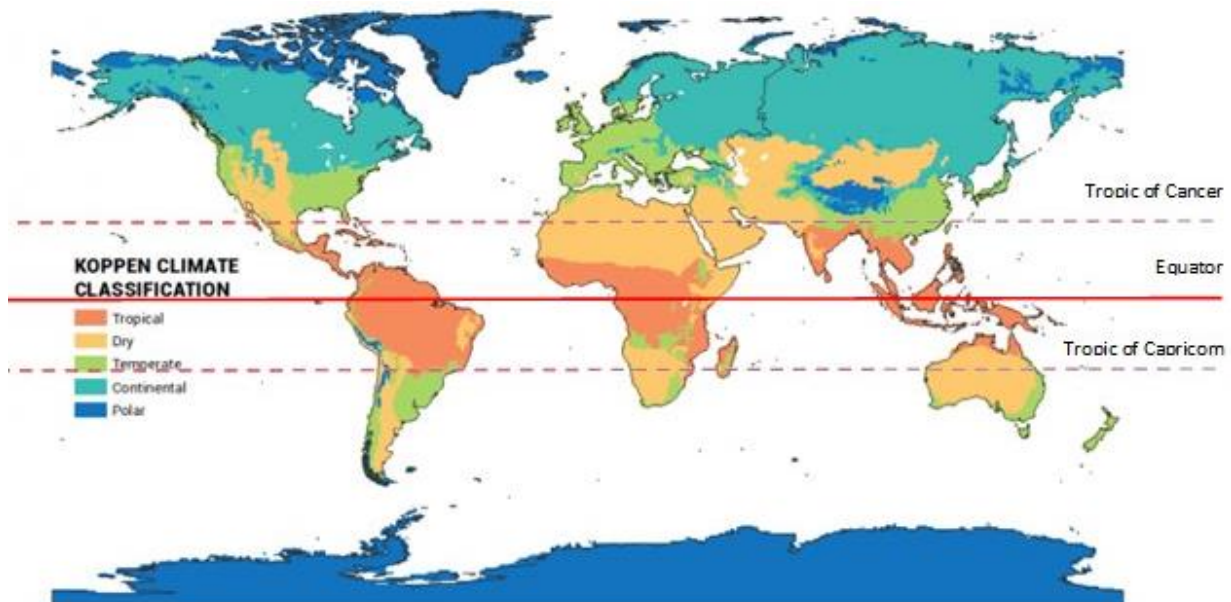 Tropic of Cancer
Equator
KOPPEN CLIMATE
CLASSIFICATION
Tropical
Dry
Temperate
Continental
Polar
Tropic of Capricorn